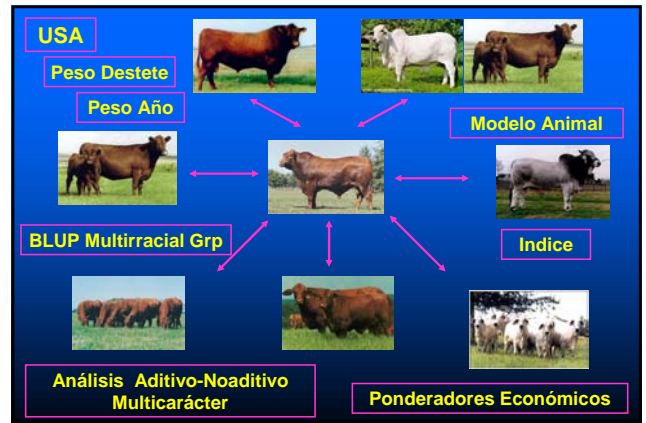 USA
Peso Destete
Peso Año
Modelo Animal
BLUP Multirracial Grp
Indice
Análisis Aditivo-Noaditivo
Multicarácter
Ponderadores Económicos